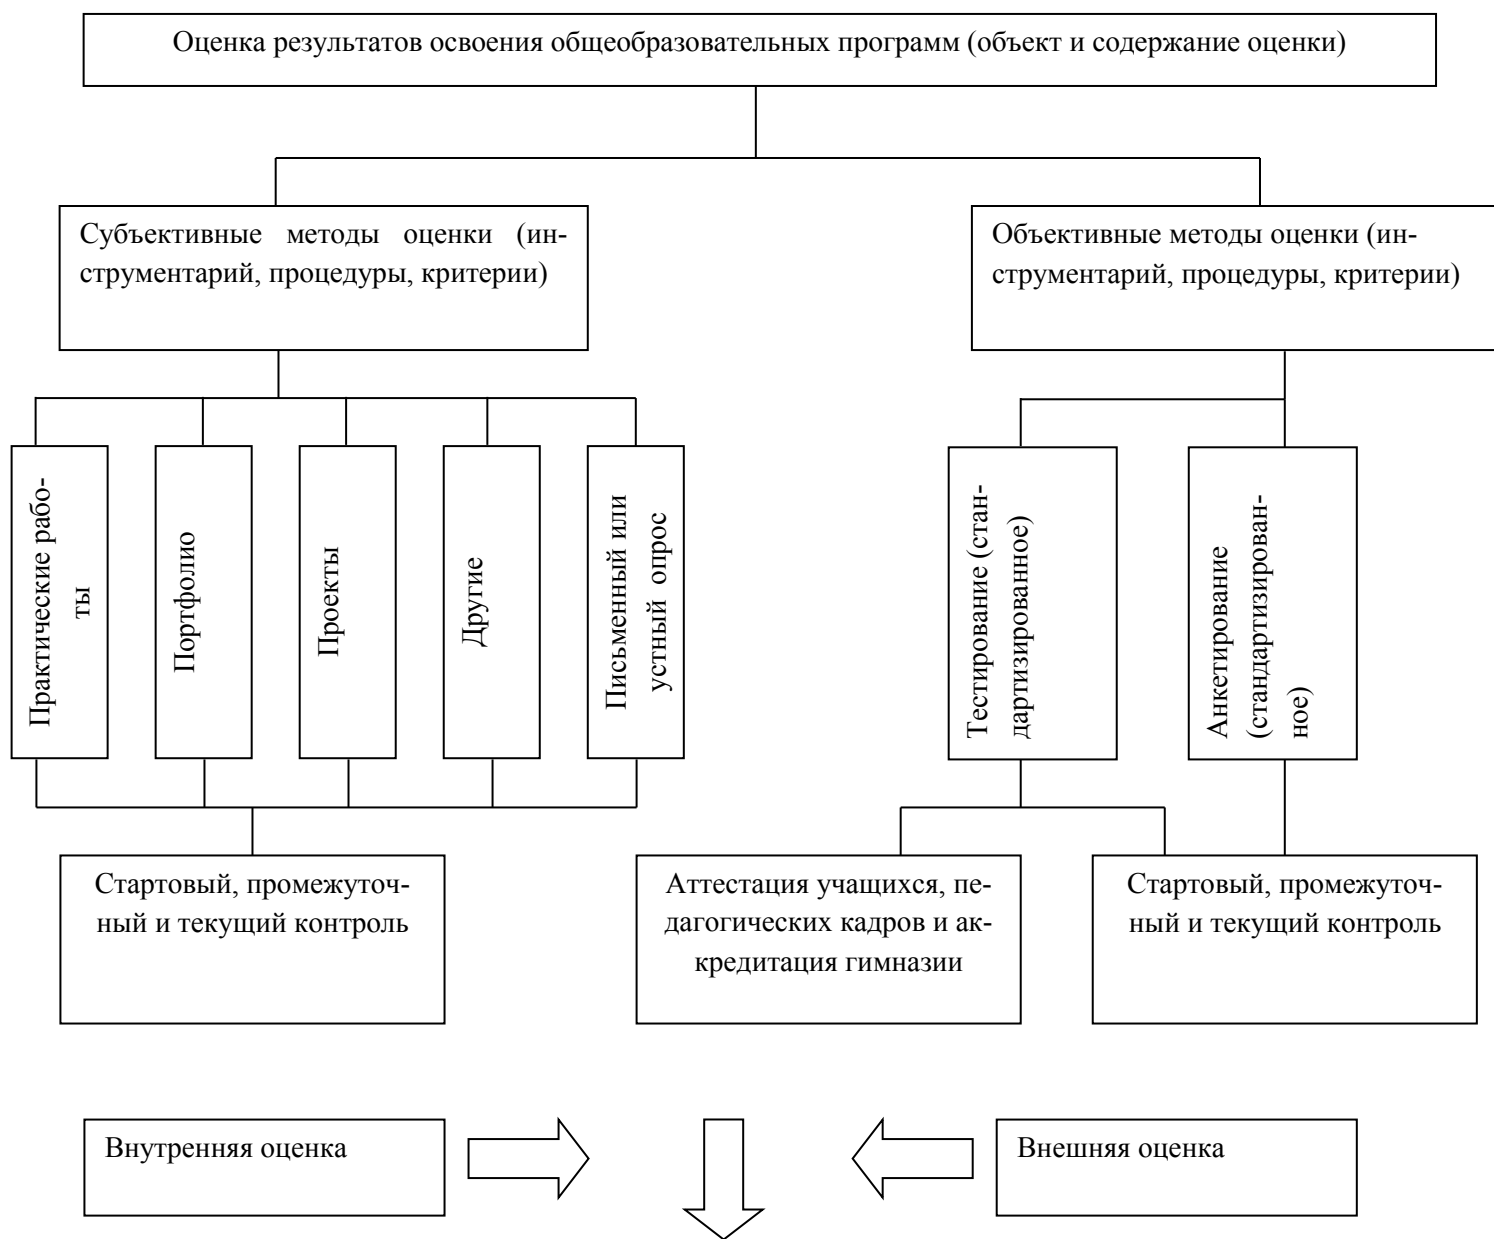 Оценка результатов освоения общеобразовательных программ (объект и содержание оценки)
Субъективные методы оценки (ин-
струментарий, процедуры, критерии)
Объективные методы оценки (ин-
струментарий, процедуры, критерии)
Практические рабо-
ты
Портфолио
Проекты
Другие
Письменный или
устный опрос
Тестирование (стан-
дартизированное)
Анкетирование
(стандартизирован-
ное)
Стартовый, промежуточ-
ный и текущий контроль
Аттестация учащихся, пе-
дагогических кадров и ак-
кредитация гимназии
Стартовый, промежуточ-
ный и текущий контроль
Внутренняя оценка
Внешняя оценка